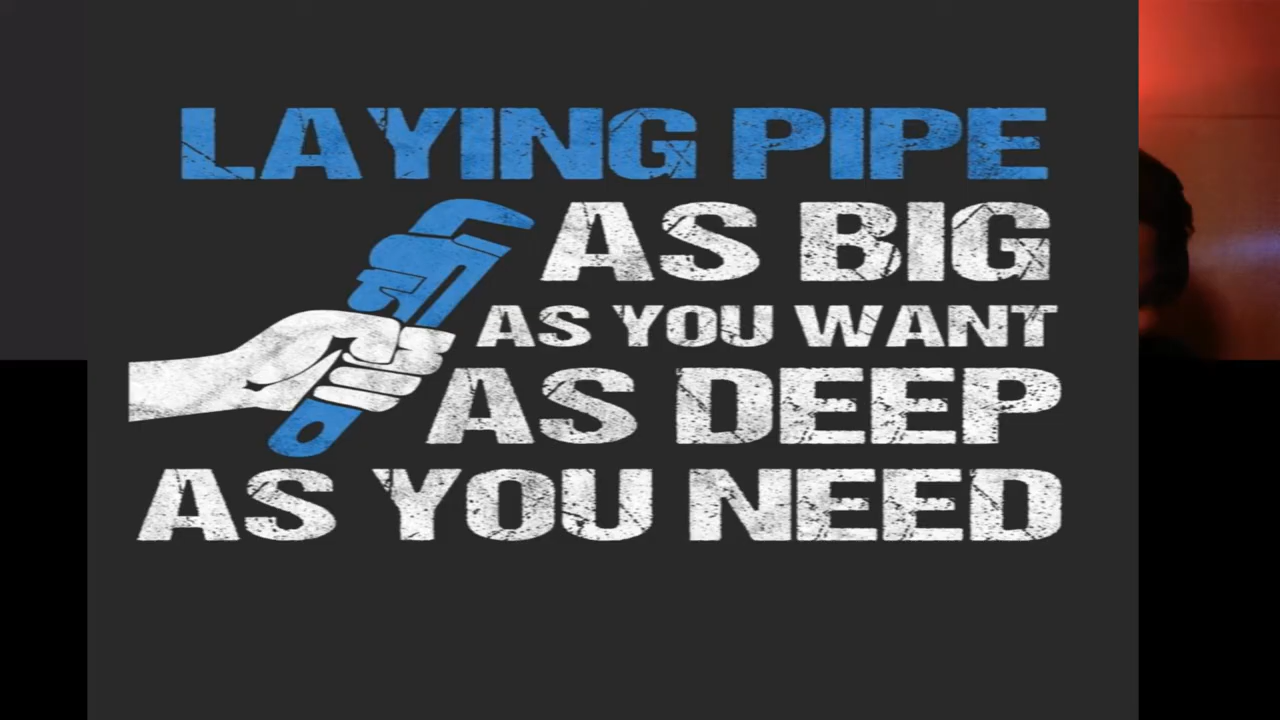 LAYING PIPE
AS BIG
AS YOU WANT
AS DEEP
AS YOU NEED